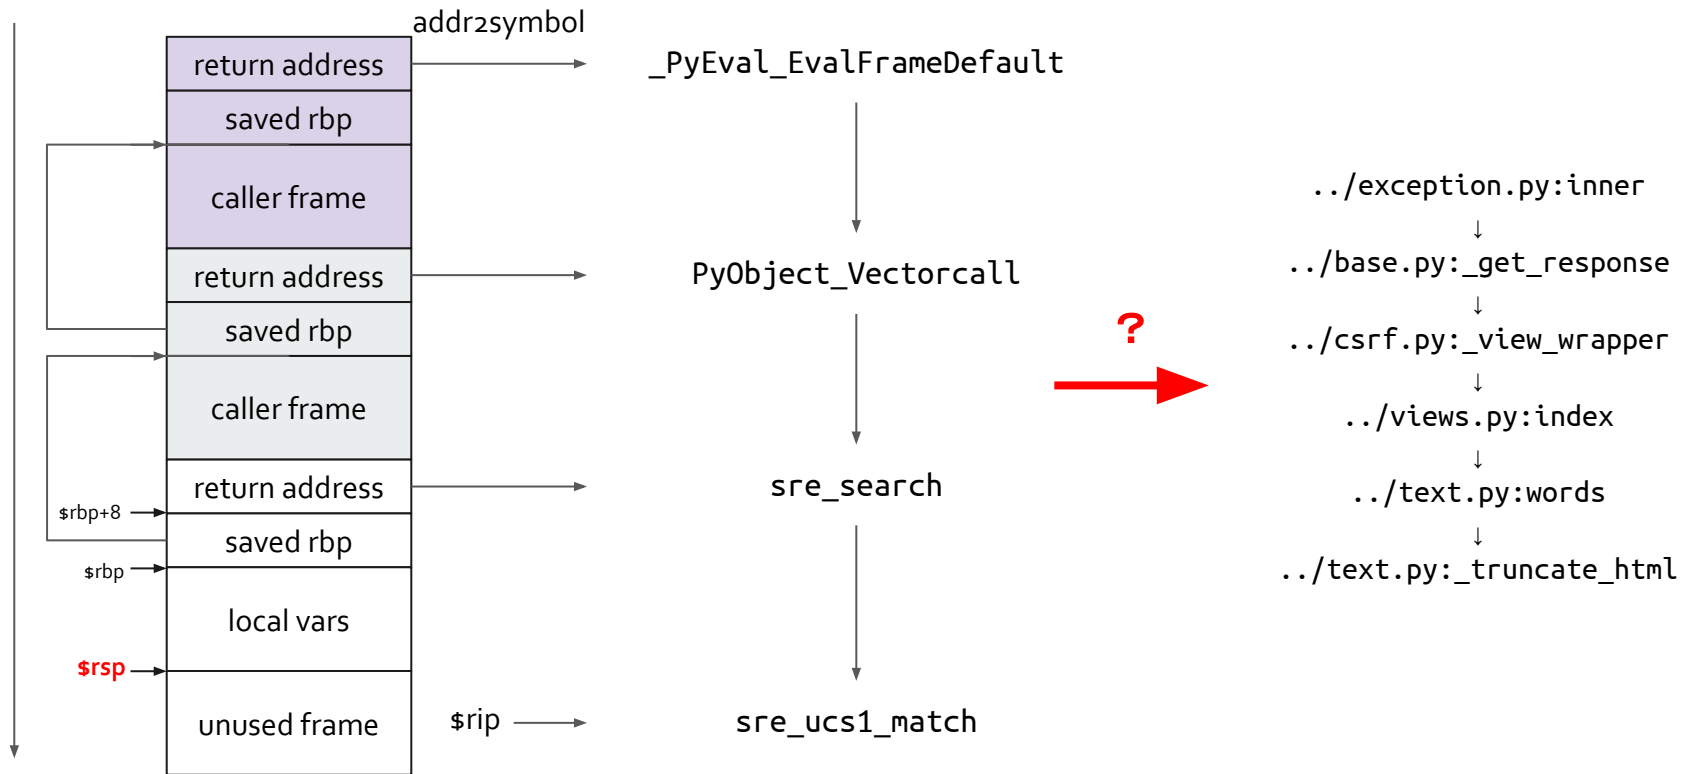 addr2symbol
return address
_PyEval_EvalFrameDefault
saved rbp
caller frame
return address
PyObject_Vectorcall
saved rbp
caller frame
return address
sre_search
$rbp+8
saved rbp
$rbp
local vars
$rsp
unused frame
$rip
sre_ucs1_match
?
../exception.py:inner
↓
../base.py:_get_response
↓
../csrf.py:_view_wrapper
↓
../views.py:index
↓
../text.py:words
↓
../text.py:_truncate_html